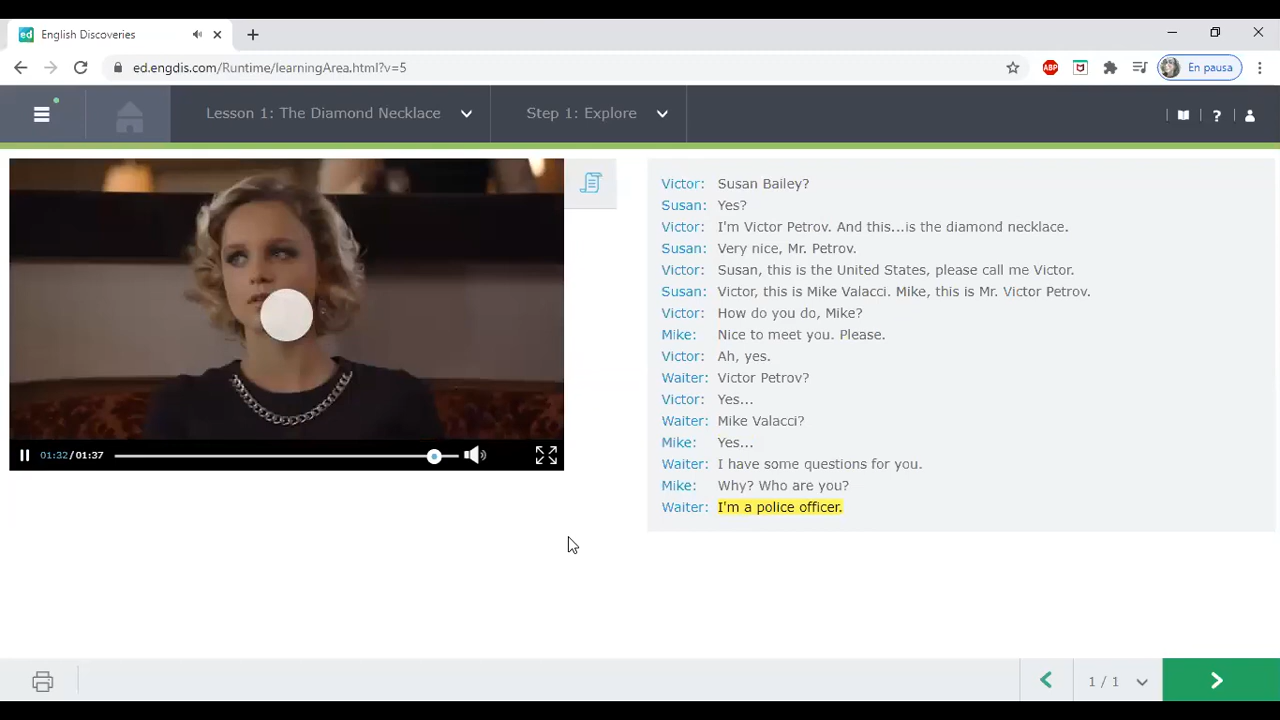 ed English Discoveries
ed.engdis.com/Runtime/learningArea.html?v=5
ABP
En pausa
Lesson 1: The Diamond Necklace
Step 1: Explore
?
Victor: Susan Bailey?
Susan: Yes?
Victor: I'm Victor Petrov. And this...is the diamond necklace.
Susan: Very nice, Mr. Petrov.
Victor: Susan, this is the United States, please call me Victor.
Susan: Victor, this is Mike Valacci. Mike, this is Mr. Victor Petrov.
Victor: How do you do, Mike?
Mike: Nice to meet you. Please.
Victor: Ah, yes.
Waiter: Victor Petrov?
Victor: Yes...
Waiter: Mike Valacci?
Mike: Yes...
Waiter: I have some questions for you.
Mike: Why? Who are you?
Waiter: I'm a police officer.
01:32/01:37
1 / 1